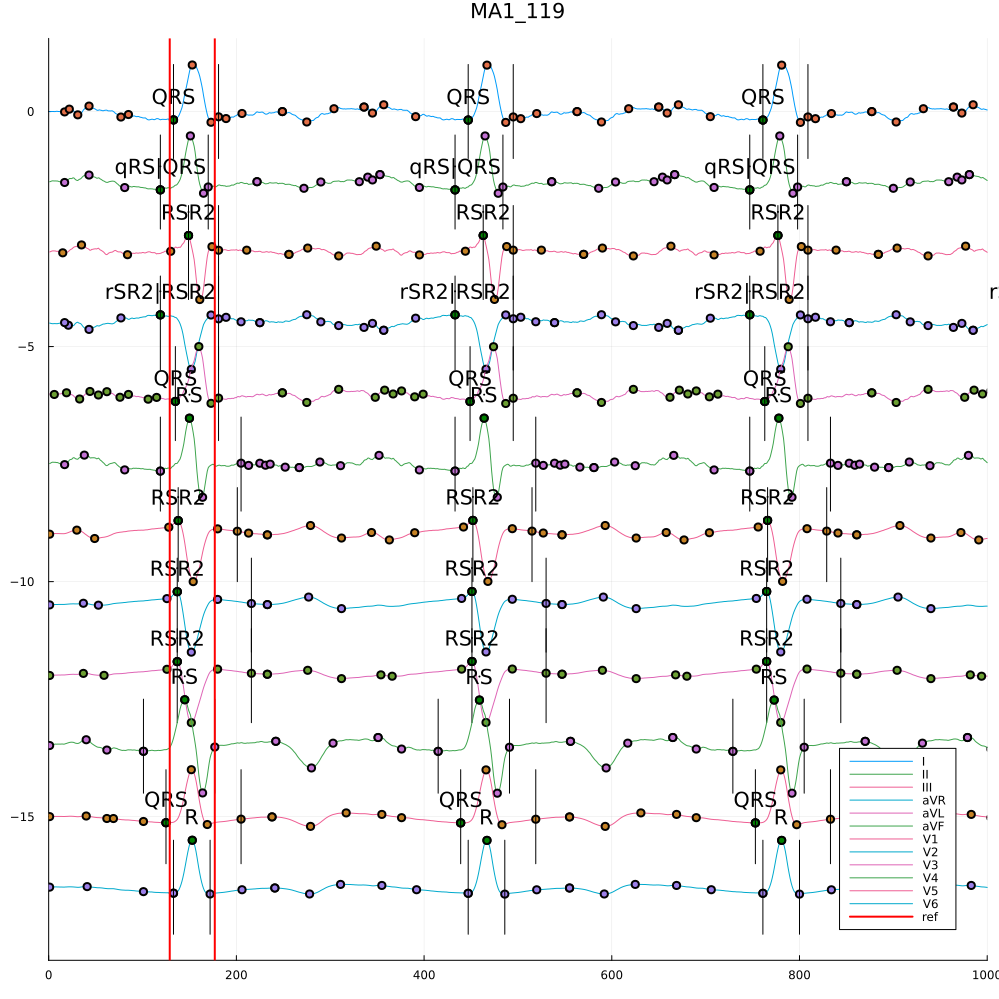 MA1_119
0
QRS QRS QRS
qRS|QRS qRS|QRS qRS|QRS
RSR2 RSR2 RSR2
rSR2|RSR2 rSR2|RSR2 rSR2|RSR2
−5
QRS QRS QRS
RS RS RS
RSR2 RSR2 RSR2
−10
RSR2 RSR2 RSR2
RSR2 RSR2 RSR2
RS RS RS
QRS QRS QRS
−15
R R R
I
II
III
aVR
aVL
aVF
V1
V2
V3
V4
V5
V6
ref
0 200 400 600 800 1000